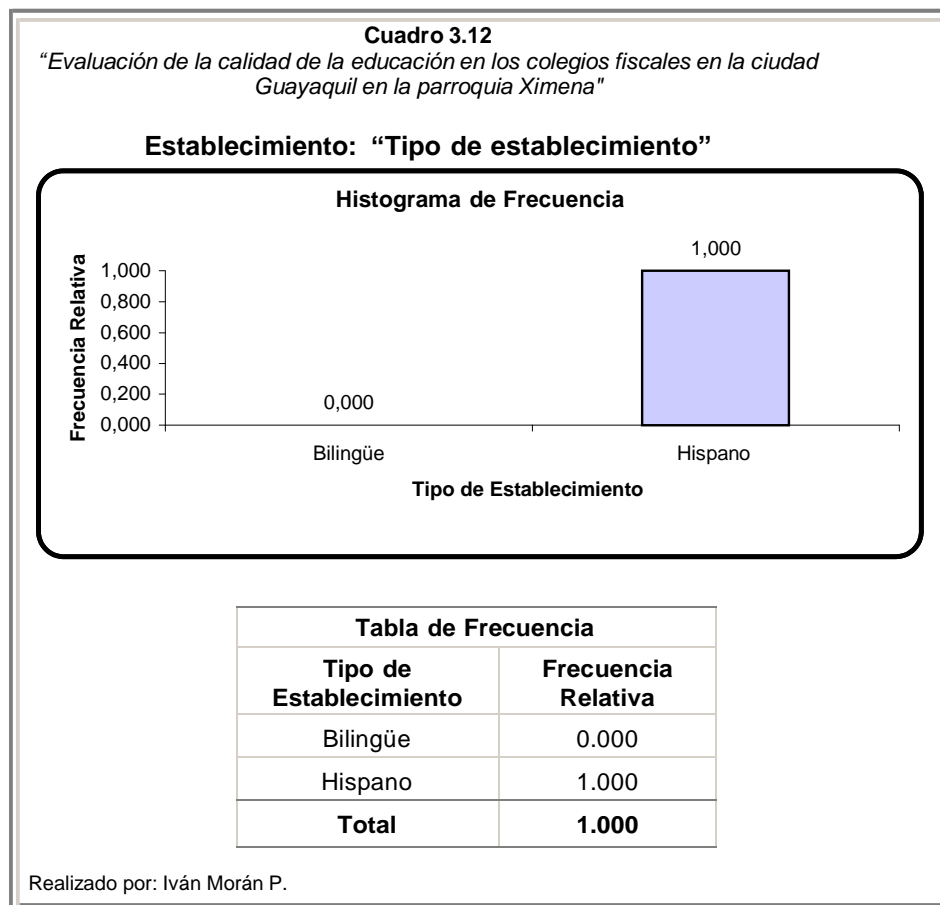 Cuadro 3.12
“Evaluación de la calidad de la educación en los colegios fiscales en la ciudad
Guayaquil en la parroquia Ximena"
Establecimiento: “Tipo de establecimiento”
Histograma de Frecuencia
Frecuencia Relativa
1,000
0,800
0,600
0,400
0,200
0,000
0,000
1,000
Bilingüe Hispano
Tipo de Establecimiento
Tabla de Frecuencia
Tipo de Establecimiento Frecuencia Relativa
Bilingüe 0.000
Hispano 1.000
Total 1.000
Realizado por: Iván Morán P.